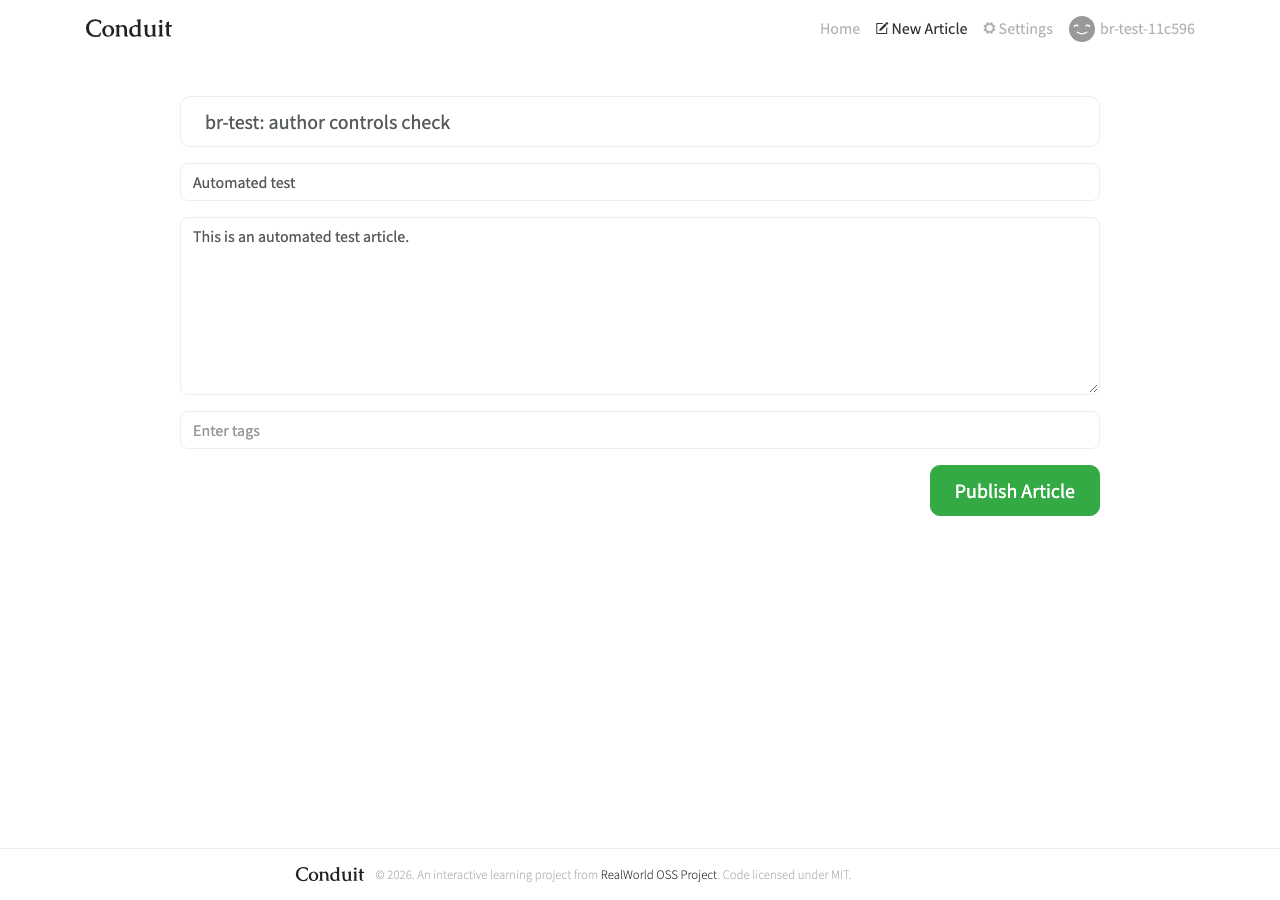 Conduit
Home New Article Settings br-test-11c596
br-test: author controls check
Automated test
This is an automated test article.
Enter tags
Publish Article
Conduit © 2026. An interactive learning project from RealWorld OSS Project. Code licensed under MIT.